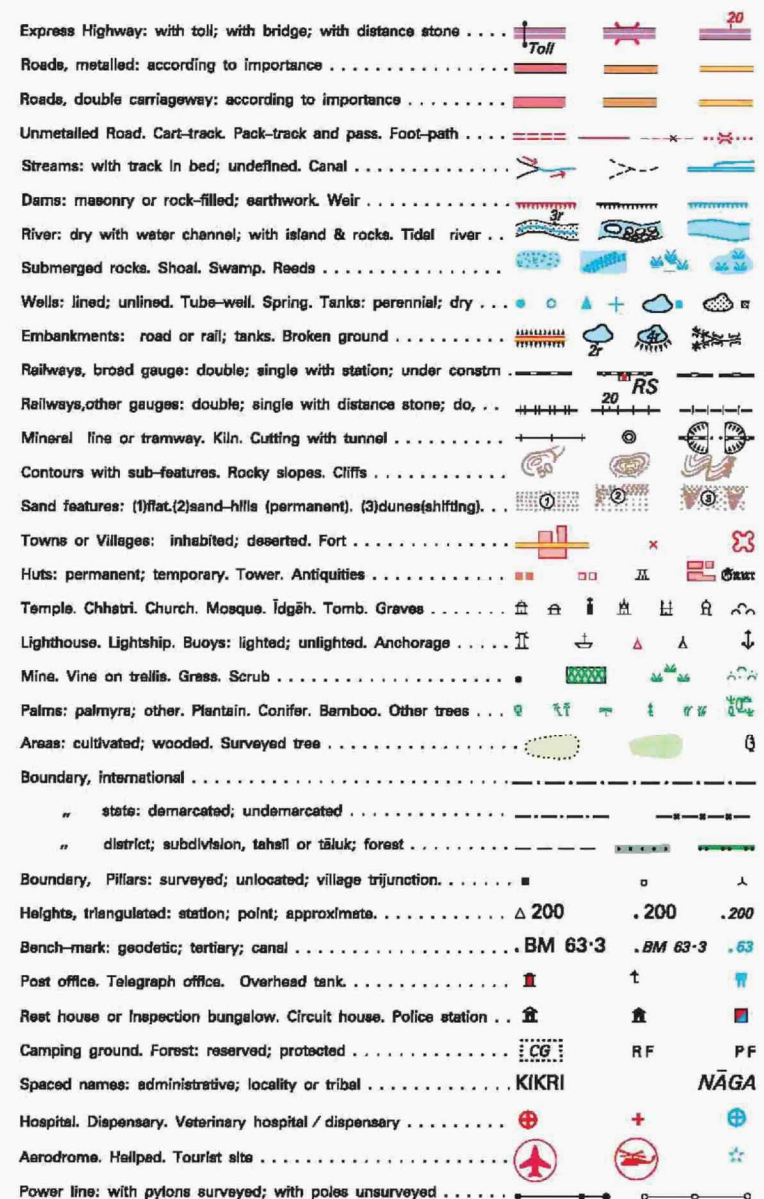 20
Express Highway: with toll; with bridge; with distance stone . . . .
Toll
Roads, metalled: according to importance . . . . . . . . . . . . . . . .
Roads, double carriageway: according to importance . . . . . . . .
Unmetalled Road. Cart-track. Pack-track and pass. Foot-path . . . .
Streams: with track in bed; undefined. Canal . . . . . . . . . . . . . .
Dams: masonry or rock-filled; earthwork. Weir . . . . . . . . . . . .
3r
River: dry with water channel; with island & rocks. Tidal river . .
Submerged rocks. Shoal. Swamp. Reeds . . . . . . . . . . . . . . . .
Wells: lined; unlined. Tube-well. Spring. Tanks: perennial; dry . . .
Embankments: road or rail; tanks. Broken ground . . . . . . . . . .
2r 4r
Railways, broad gauge: double; single with station; under constrn .
RS
Railways,other gauges: double; single with distance stone; do, . .
20
Mineral line or tramway. Kiln. Cutting with tunnel . . . . . . . . . .
Contours with sub-features. Rocky slopes. Cliffs . . . . . . . . . . .
50
Sand features: (1)flat.(2)sand-hills (permanent). (3)dunes(shifting). . .
1 2 3
Towns or Villages: inhabited; deserted. Fort . . . . . . . . . . . . .
Huts: permanent; temporary. Tower. Antiquities . . . . . . . . . . . .
Gaur
Temple. Chhatri. Church. Mosque. Īdgāh. Tomb. Graves . . . . . . .
Lighthouse. Lightship. Buoys: lighted; unlighted. Anchorage . . . . .
Mine. Vine on trellis. Grass. Scrub . . . . . . . . . . . . . . . . . . . .
Palms: palmyra; other. Plantain. Conifer. Bamboo. Other trees . . .
Areas: cultivated; wooded. Surveyed tree . . . . . . . . . . . . . . . .
Boundary, international . . . . . . . . . . . . . . . . . . . . . . . . . . .
„ state: demarcated; undemarcated . . . . . . . . . . . . . .
„ district; subdivision, tahsīl or tāluk; forest . . . . . . . . .
Boundary, Pillars: surveyed; unlocated; village trijunction. . . . . . .
Heights, triangulated: station; point; approximate. . . . . . . . . . . . 200 .200 .200
Bench-mark: geodetic; tertiary; canal . . . . . . . . . . . . . . . . . . . .BM 63·3 .BM 63·3 .63
Post office. Telegraph office. Overhead tank. . . . . . . . . . . . . . .
Rest house or Inspection bungalow. Circuit house. Police station . .
Camping ground. Forest: reserved; protected . . . . . . . . . . . . . . CG RF PF
Spaced names: administrative; locality or tribal . . . . . . . . . . . . KIKRI NĀGA
Hospital. Dispensary. Veterinary hospital / dispensary . . . . . . . . .
Aerodrome. Helipad. Tourist site . . . . . . . . . . . . . . . . . . . . .
Power line: with pylons surveyed; with poles unsurveyed . . . . . .